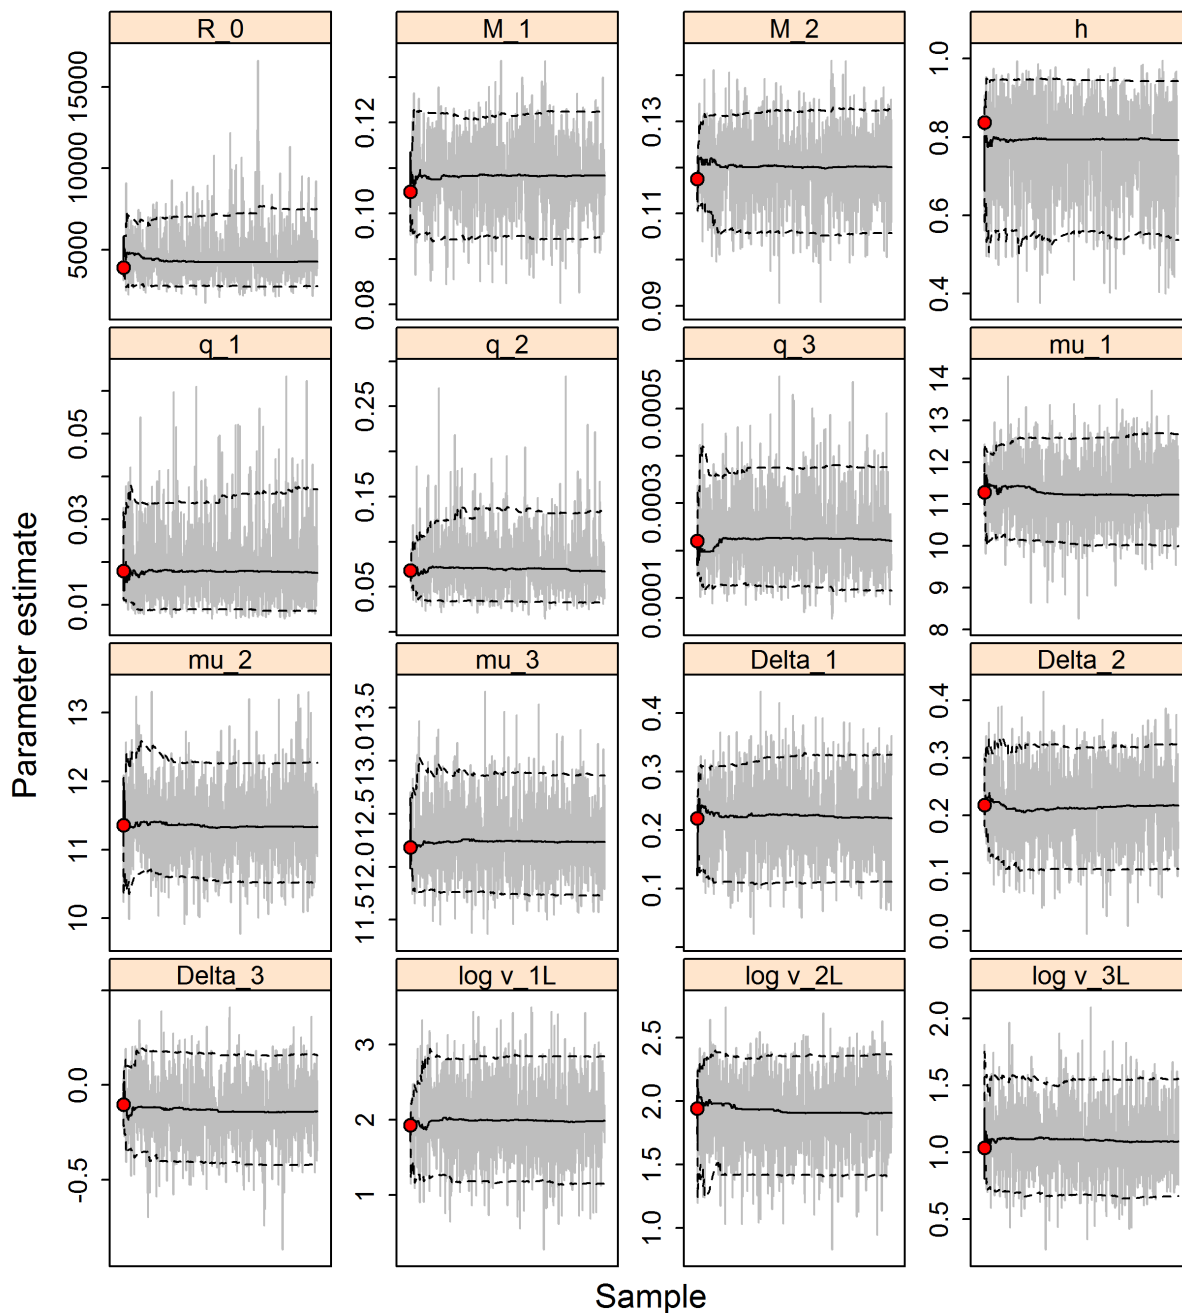 R_0 M_1 M_2 h
15000 10000 5000
0.12 0.10 0.08
0.13 0.11 0.09
1.0 0.8 0.6 0.4
q_1 q_2 q_3 mu_1
0.05 0.03 0.01
0.25 0.15 0.05
0.0005 0.0003 0.0001
14 13 12 11 10 9 8
mu_2 mu_3 Delta_1 Delta_2
13 12 11 10
13.5 13.0 12.5 12.0 11.5
0.4 0.3 0.2 0.1
0.4 0.3 0.2 0.1 0.0
Delta_3 log v_1L log v_2L log v_3L
0.0 -0.5
3 2 1
2.5 2.0 1.5 1.0
2.0 1.5 1.0 0.5
Parameter estimate
Sample